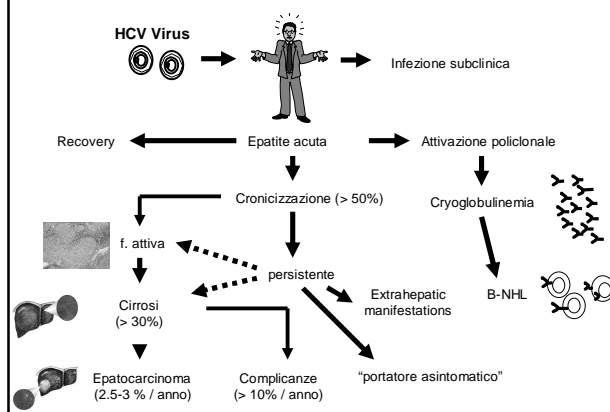 HCV Virus
Infezione subclinica
Recovery
Epatite acuta
Attivazione policlonale
Cronicizzazione (> 50%)
Cryoglobulinemia
f. attiva
persistente
Extrahepatic
manifestations
B-NHL
Cirrosi
(> 30%)
Epatocarcinoma
(2.5-3 % / anno)
Complicanze
(> 10% / anno)
“portatore asintomatico”